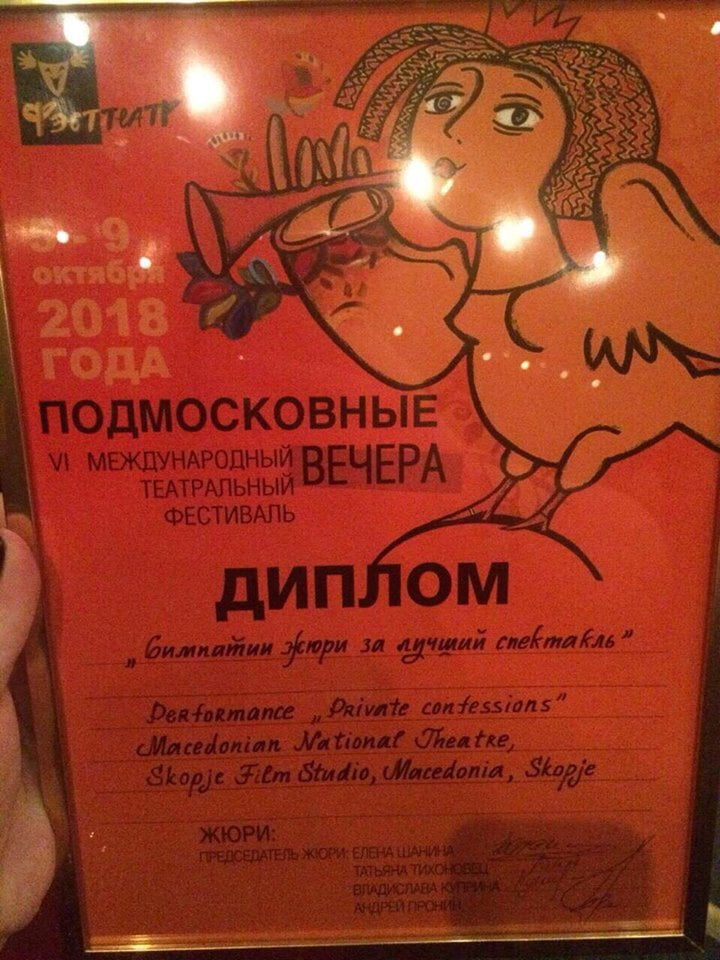 ФЭСТТЕАТР
5-9
октября
2018
ГОДА
ПОДМОСКОВНЫЕ
VI МЕЖДУНАРОДНЫЙ ВЕЧЕРА
ТЕАТРАЛЬНЫЙ
ФЕСТИВАЛЬ
ДИПЛОМ
„Симпатии жюри за лучший спектакль"
Performance „Private confessions"
Macedonian National Theatre,
Skopje Film Studio, Macedonia, Skopje
ЖЮРИ:
ПРЕДСЕДАТЕЛЬ ЖЮРИ: ЕЛЕНА ШАНИНА
ТАТЬЯНА ТИХОНОВЕЦ
ВЛАДИСЛАВА КУПРИНА
АНДРЕЙ ПРОНИН